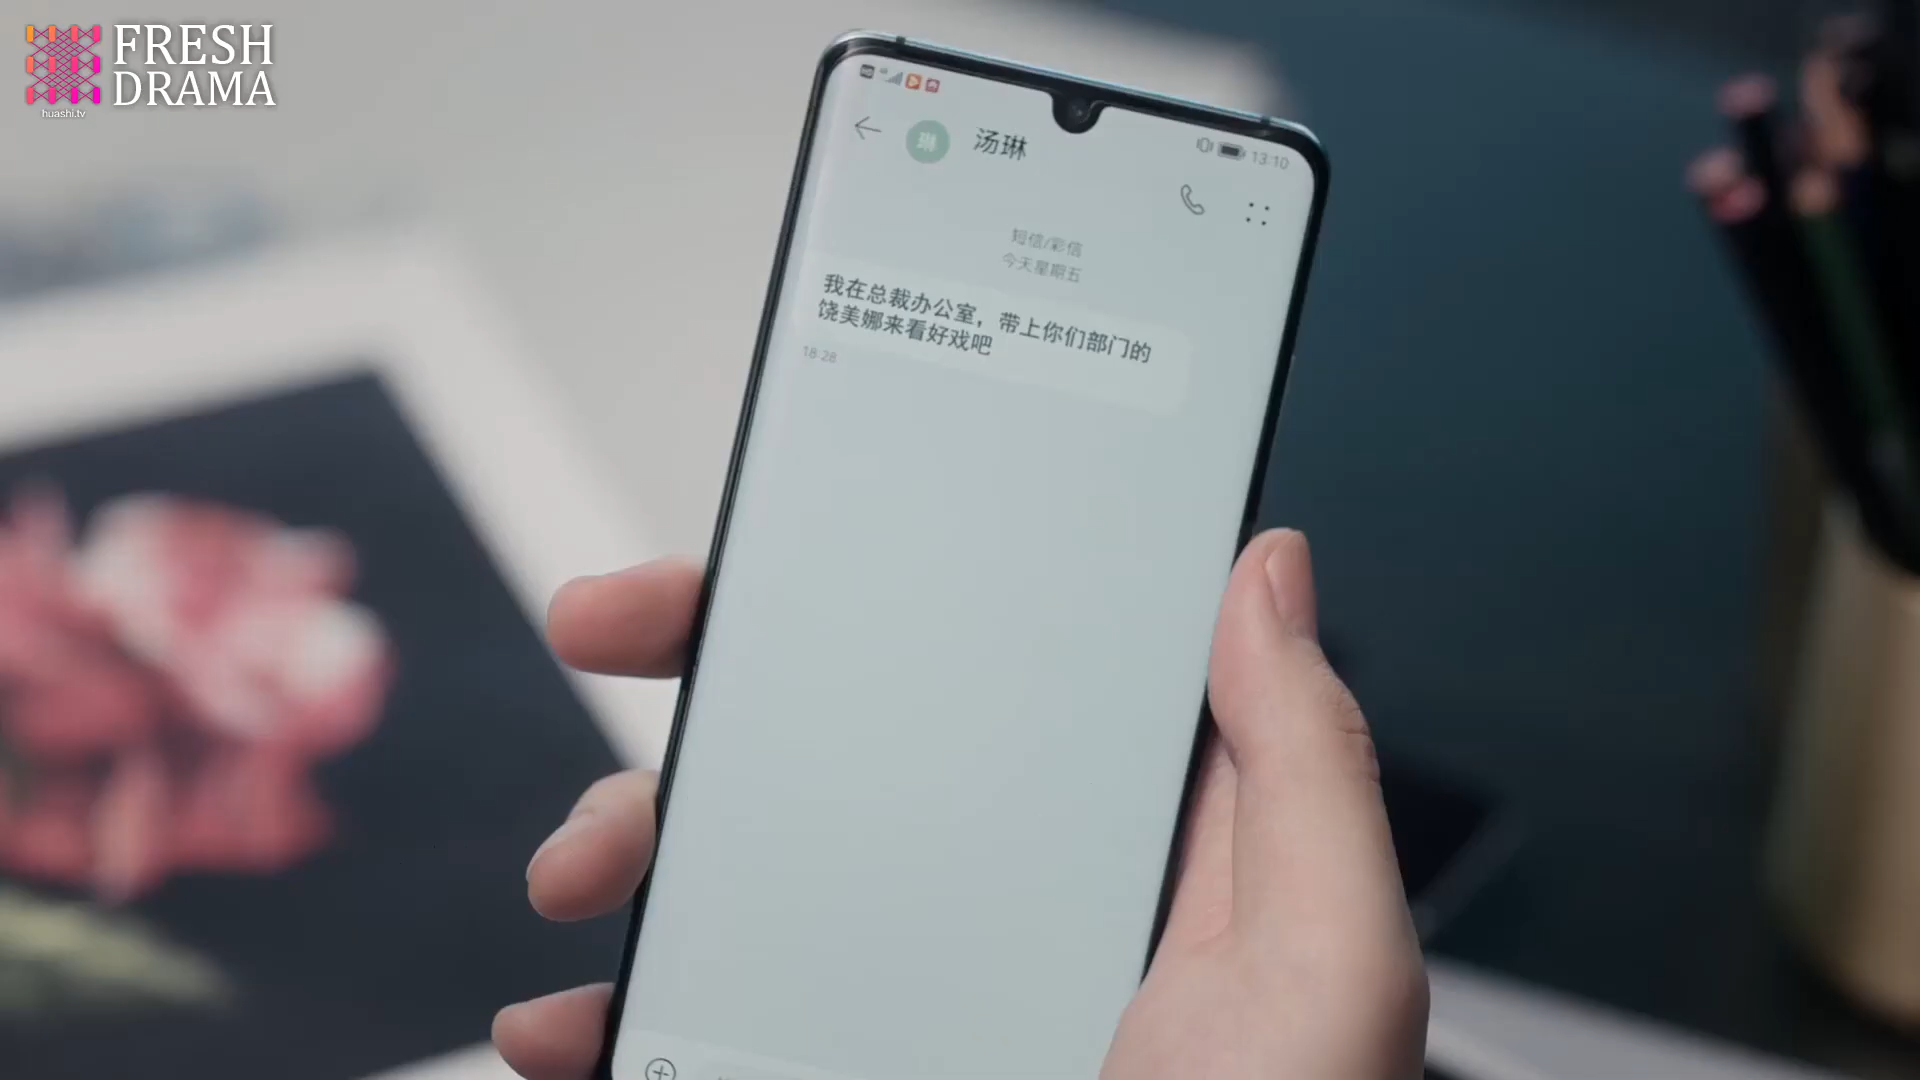 FRESH
DRAMA
huashi.tv
13:10
琳
汤琳
短信/彩信
今天星期五
我在总裁办公室，带上你们部门的
饶美娜来看好戏吧
18:28